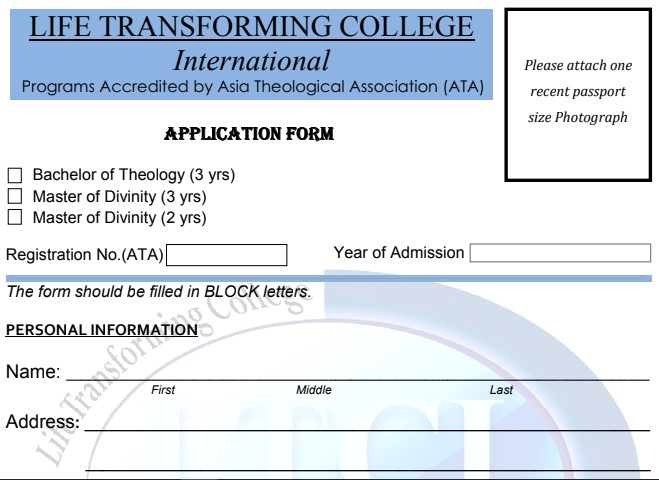 LIFE TRANSFORMING COLLEGE
International
Programs Accredited by Asia Theological Association (ATA)
Please attach one
recent passport
size Photograph
APPLICATION FORM
Bachelor of Theology (3 yrs)
Master of Divinity (3 yrs)
Master of Divinity (2 yrs)
Registration No.(ATA)
Year of Admission
The form should be filled in BLOCK letters.
Life Transforming College
PERSONAL INFORMATION
Name:
First Middle Last
Address:
LTCI